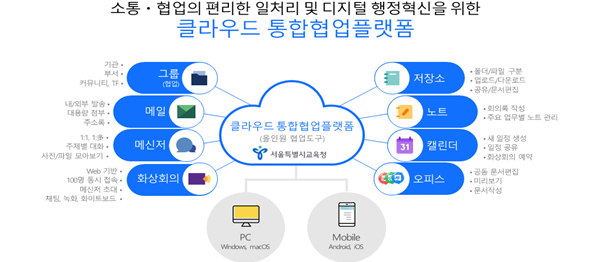 소통・협업의 편리한 일처리 및 디지털 행정혁신을 위한
클라우드 통합협업플랫폼
기관 •
부서 •
커뮤니티, TF •
그룹
(협업)
내/외부 발송 •
대용량 첨부 •
주소록 •
메일
1:1, 1:多 •
주제별 대화 •
사진/파일 모아보기 •
메신저
Web 기반 •
100명 동시 접속 •
메신저 초대 •
채팅, 녹화, 화이트보드 •
화상회의
클라우드 통합협업플랫폼
(올인원 협업도구)
서울특별시교육청
저장소
• 폴더/파일 구분
• 업로드/다운로드
• 공유/문서편집
노트
• 회의록 작성
• 주요 업무별 노트 관리
31
캘린더
• 새 일정 생성
• 일정 공유
• 화상회의 예약
오피스
• 공동 문서편집
• 미리보기
• 문서작성
PC
Windows, macOS
Mobile
Android, iOS